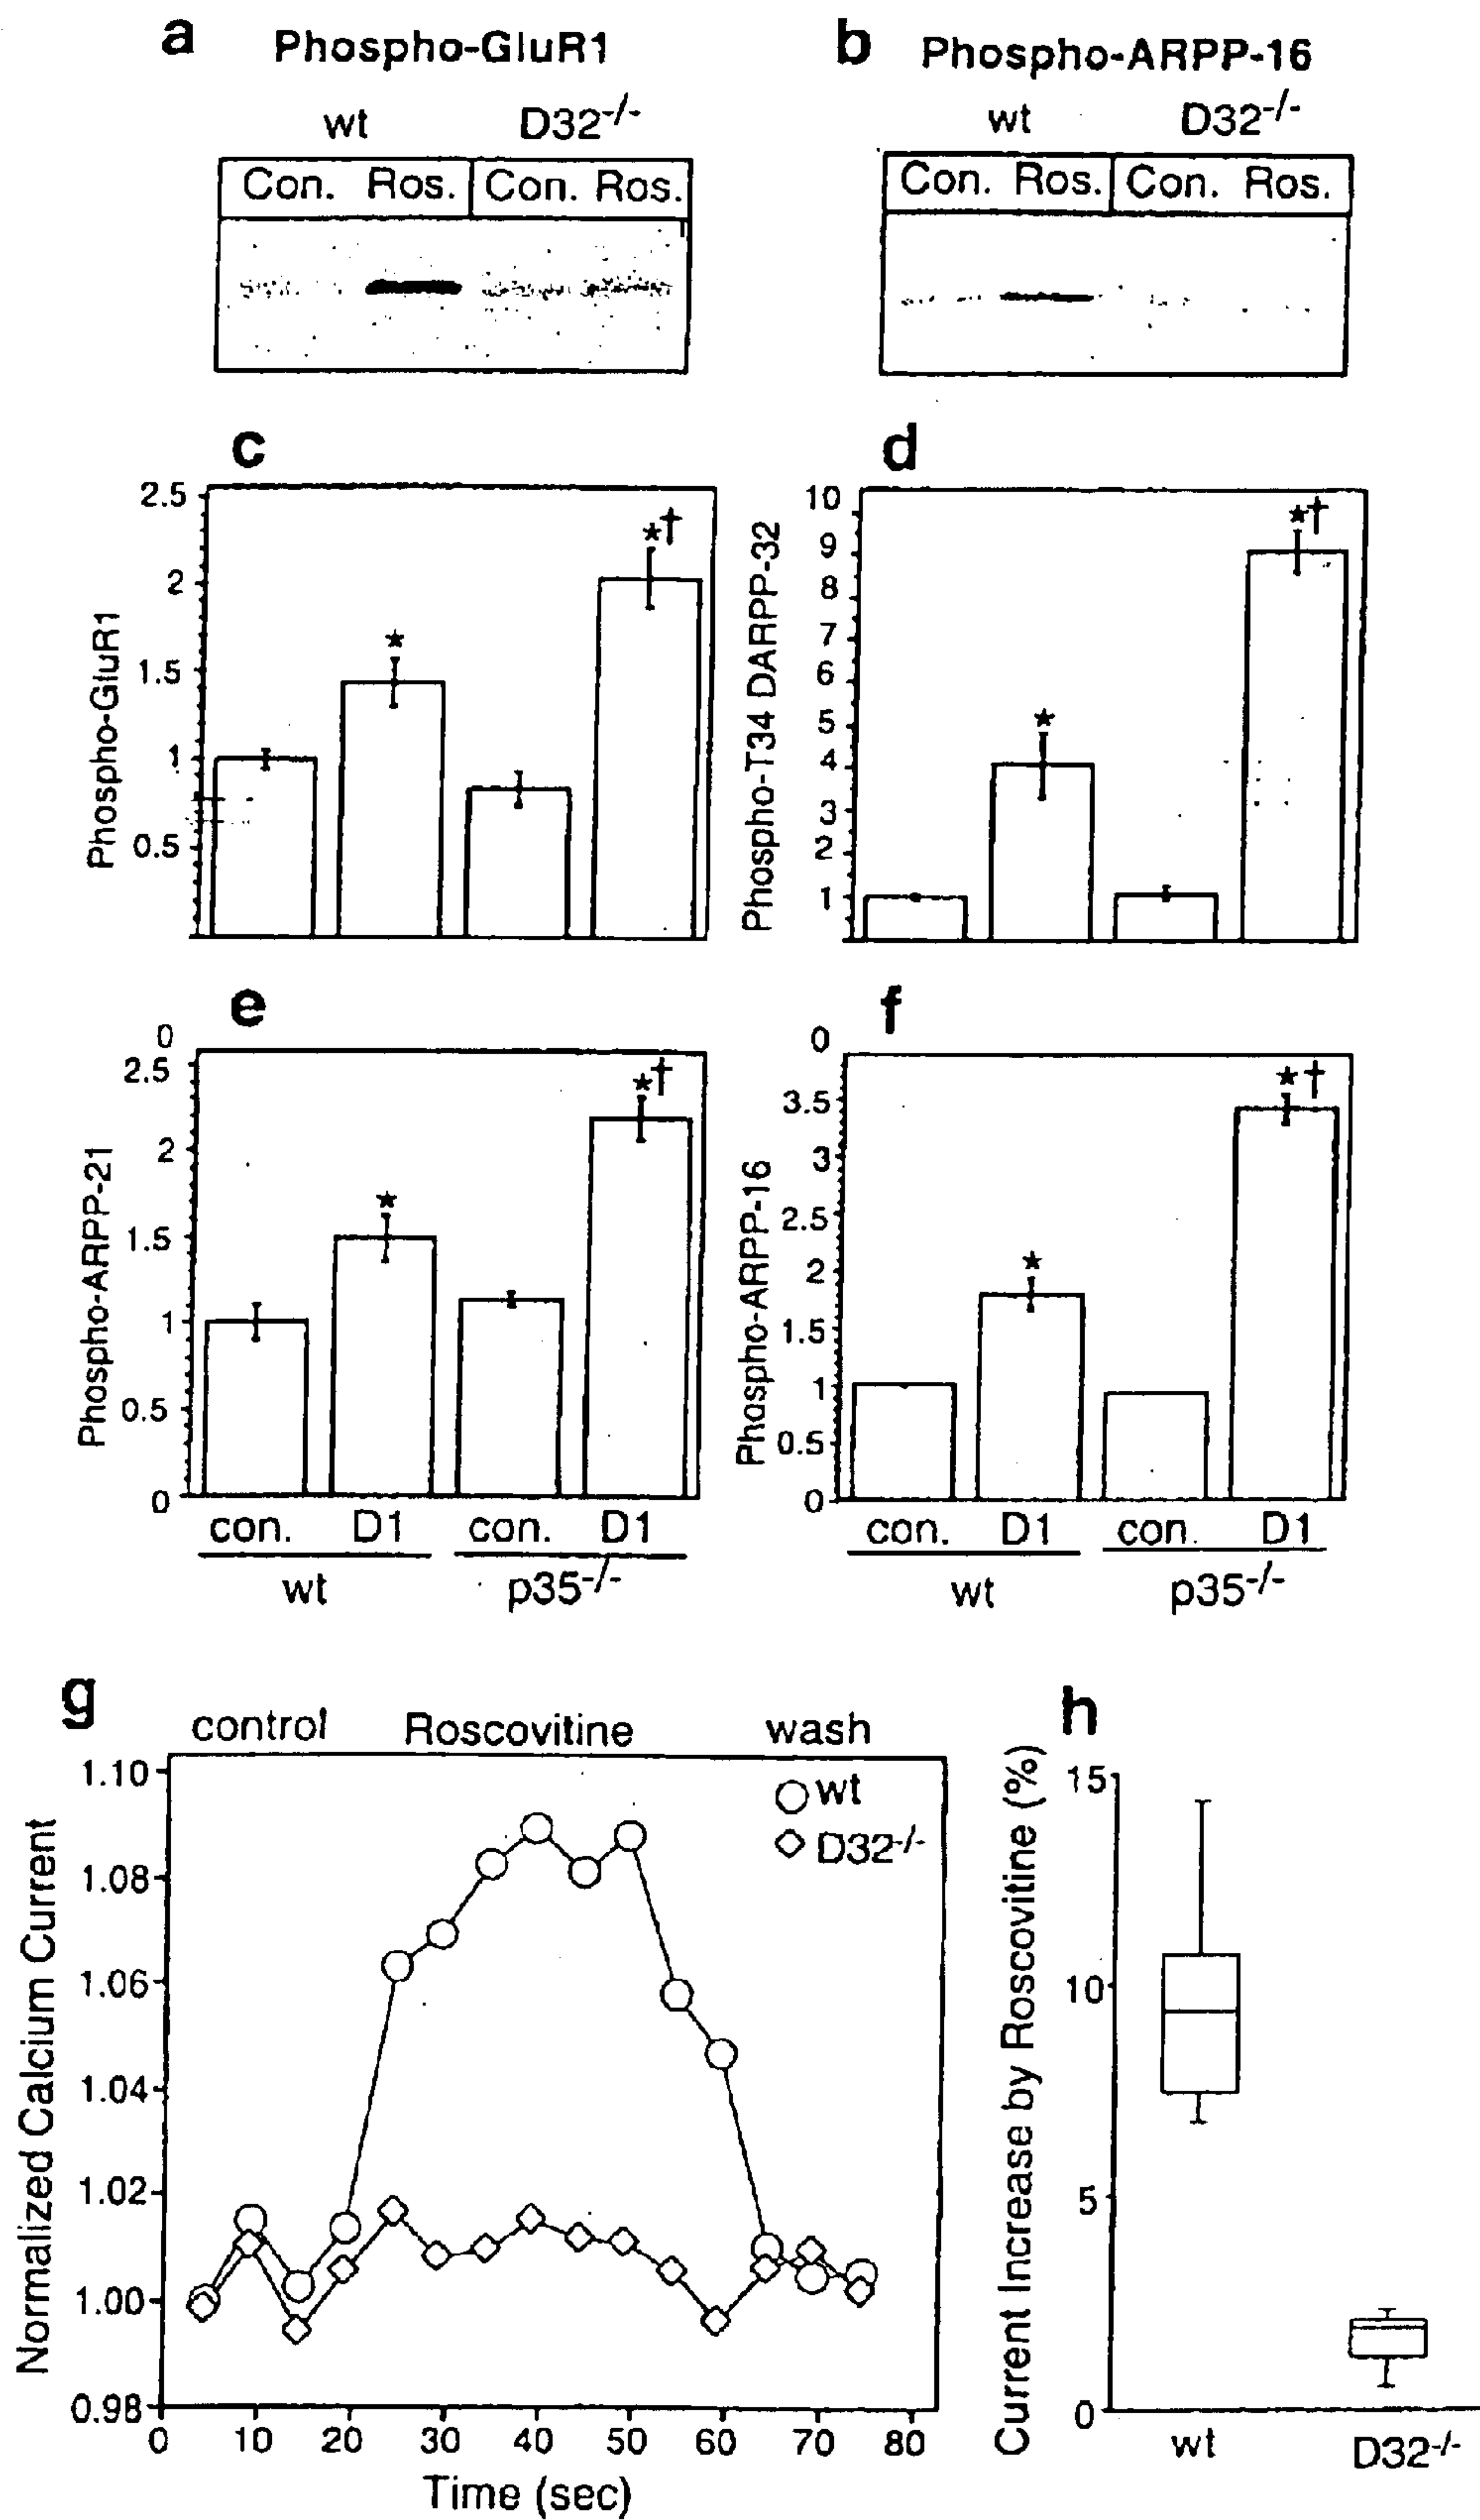 a Phospho-GluR1
wt D32-/-
Con. Ros. Con. Ros.
b Phospho-ARPP-16
wt D32-/-
Con. Ros. Con. Ros.
c
Phospho-GluR1
2.5
2
1.5
1
0.5
0
* *†
d
Phospho-T34 DARPP-32
10
9
8
7
6
5
4
3
2
1
0
* *†
e
Phospho-ARPP-21
2.5
2
1.5
1
0.5
0
* *†
con. D1 con. D1
wt p35-/-
f
Phospho-ARPP-16
3.5
3
2.5
2
1.5
1
0.5
0
* *†
con. D1 con. D1
wt p35-/-
g
control Roscovitine wash
wt
D32-/-
Normalized Calcium Current
1.10
1.08
1.06
1.04
1.02
1.00
0.98
0 10 20 30 40 50 60 70 80
Time (sec)
h
Current Increase by Roscovitine (%)
15
10
5
0
wt D32-/-